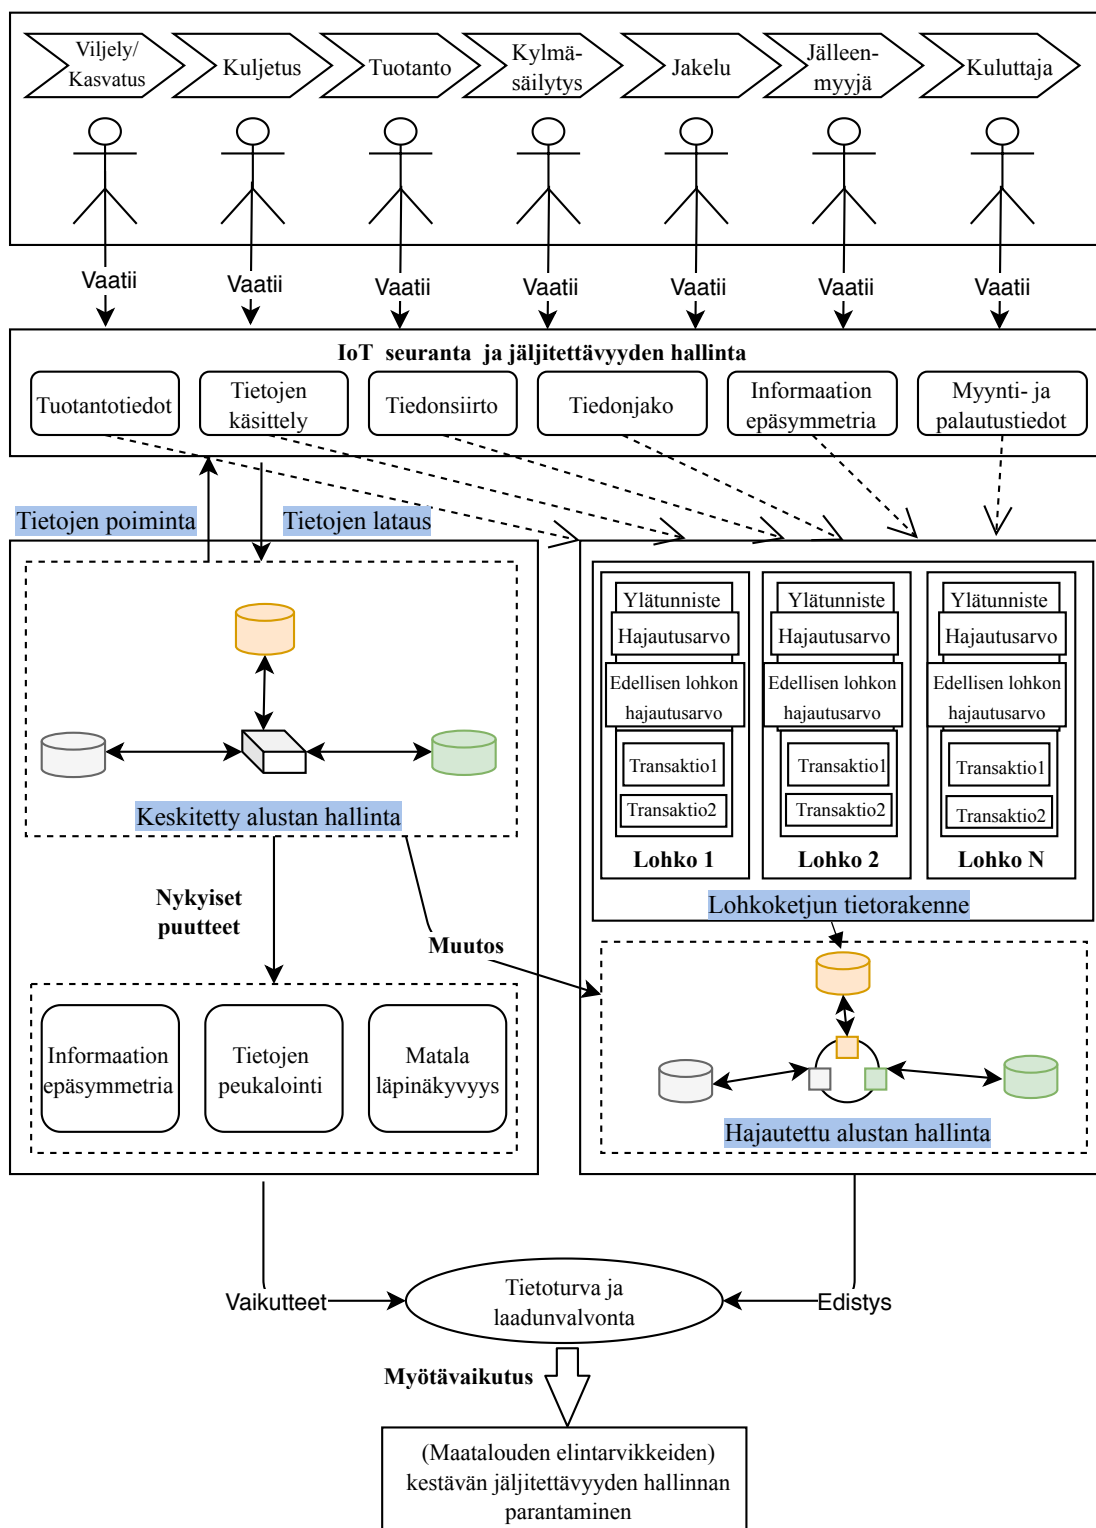 Viljely/
Kasvatus
Kuljetus
Tuotanto
Kylmä-
säilytys
Jakelu
Jälleen-
myyjä
Kuluttaja
Vaatii
Vaatii
Vaatii
Vaatii
Vaatii
Vaatii
Vaatii
IoT seuranta ja jäljitettävyyden hallinta
Tuotantotiedot
Tietojen
käsittely
Tiedonsiirto
Tiedonjako
Informaation
epäsymmetria
Myynti- ja
palautustiedot
Tietojen poiminta
Tietojen lataus
Keskitetty alustan hallinta
Nykyiset
puutteet
Muutos
Informaation
epäsymmetria
Tietojen
peukalointi
Matala
läpinäkyvyys
Ylätunniste
Hajautusarvo
Edellisen lohkon
hajautusarvo
Transaktio1
Transaktio2
Lohko 1
Ylätunniste
Hajautusarvo
Edellisen lohkon
hajautusarvo
Transaktio1
Transaktio2
Lohko 2
Ylätunniste
Hajautusarvo
Edellisen lohkon
hajautusarvo
Transaktio1
Transaktio2
Lohko N
Lohkoketjun tietorakenne
Hajautettu alustan hallinta
Vaikutteet
Tietoturva ja
laadunvalvonta
Edistys
Myötävaikutus
(Maatalouden elintarvikkeiden)
kestävän jäljitettävyyden hallinnan
parantaminen